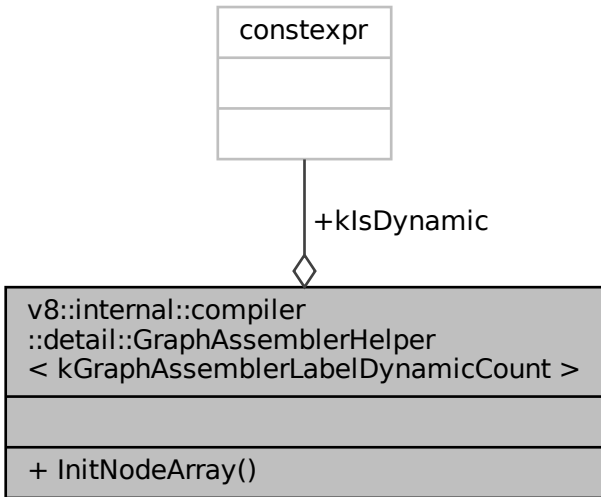 constexpr
+kIsDynamic
v8::internal::compiler
::detail::GraphAssemblerHelper
< kGraphAssemblerLabelDynamicCount >
+ InitNodeArray()